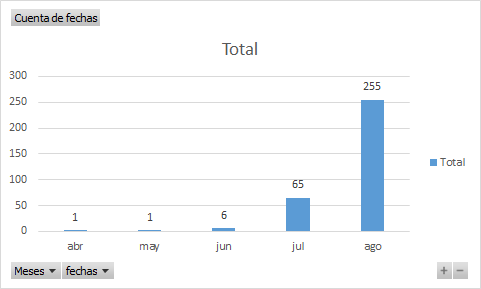 Cuenta de fechas
Total
300
250
200
150
100
50
0
1
1
6
65
255
abr
may
jun
jul
ago
Total
Meses
fechas
+
−